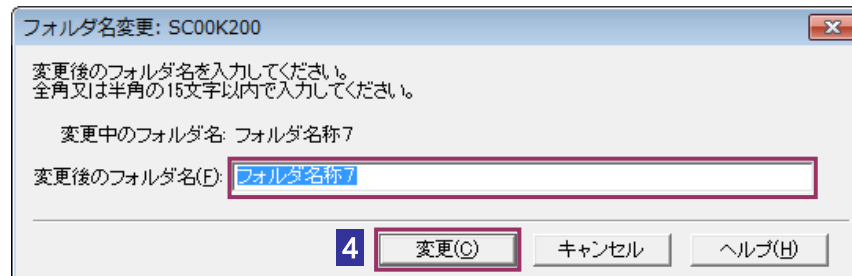 フォルダ名変更: SC00K200
変更後のフォルダ名を入力してください。
全角又は半角の15文字以内で入力してください。
変更中のフォルダ名: フォルダ名称7
変更後のフォルダ名(F): フォルダ名称7
4 変更(C) キャンセル ヘルプ(H)